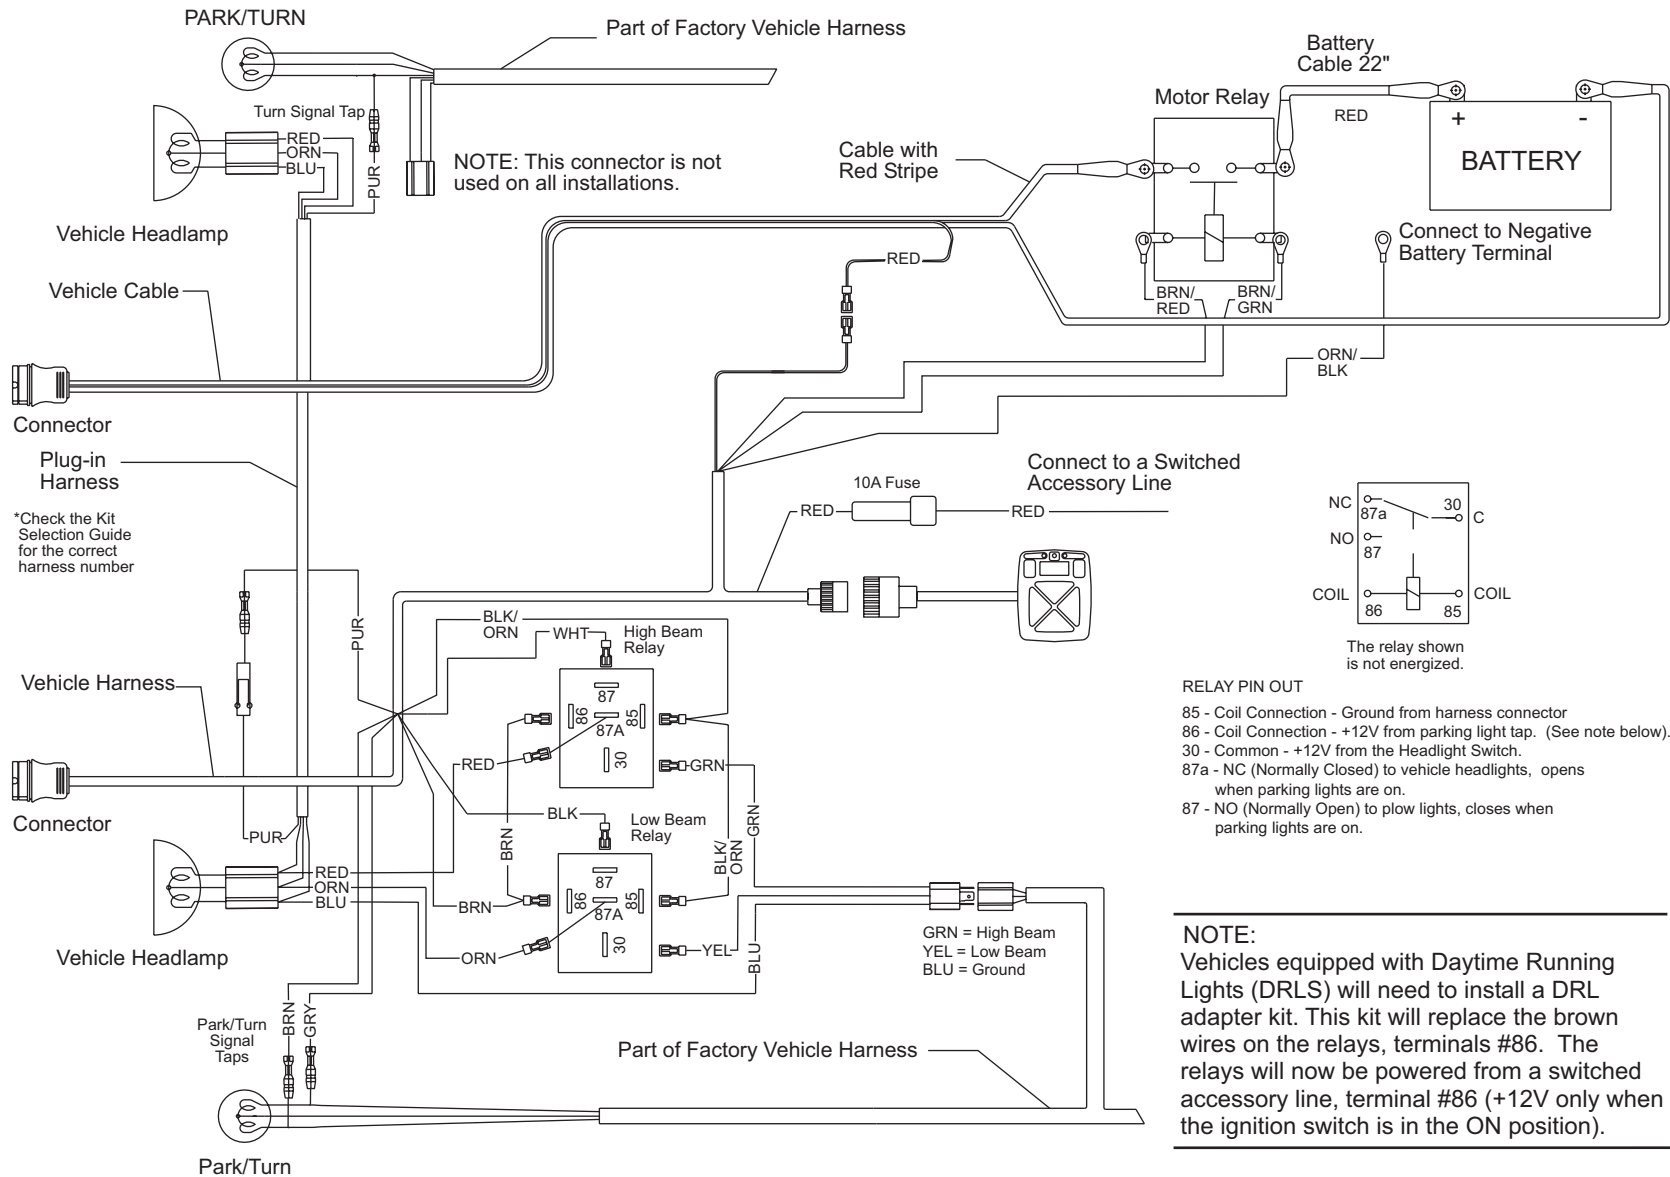 PARK/TURN
Part of Factory Vehicle Harness
Battery
Cable 22"
Motor Relay
RED
+
-
BATTERY
Turn Signal Tap
RED
ORN
BLU
PUR
NOTE: This connector is not
used on all installations.
Cable with
Red Stripe
Vehicle Headlamp
Connect to Negative
Battery Terminal
RED
Vehicle Cable
BRN/
RED
BRN/
GRN
ORN/
BLK
Connector
Plug-in
Harness
*Check the Kit
Selection Guide
for the correct
harness number
Connect to a Switched
Accessory Line
10A Fuse
RED
RED
NC
87a
30
C
NO
87
COIL
86
85
COIL
The relay shown
is not energized.
PUR
BLK/
ORN
WHT
High Beam
Relay
87
86
87A
85
30
RED
GRN
Vehicle Harness
RELAY PIN OUT
85 - Coil Connection - Ground from harness connector
86 - Coil Connection - +12V from parking light tap. (See note below).
30 - Common - +12V from the Headlight Switch.
87a - NC (Normally Closed) to vehicle headlights, opens
when parking lights are on.
87 - NO (Normally Open) to plow lights, closes when
parking lights are on.
Connector
PUR
BLK
Low Beam
Relay
BRN
BLK/
ORN
GRN
87
86
87A
85
30
RED
ORN
BLU
BRN
ORN
YEL
BLU
GRN = High Beam
YEL = Low Beam
BLU = Ground
Vehicle Headlamp
NOTE:
Vehicles equipped with Daytime Running
Lights (DRLS) will need to install a DRL
adapter kit. This kit will replace the brown
wires on the relays, terminals #86. The
relays will now be powered from a switched
accessory line, terminal #86 (+12V only when
the ignition switch is in the ON position).
Park/Turn
Signal
Taps
BRN
GRY
Part of Factory Vehicle Harness
Park/Turn